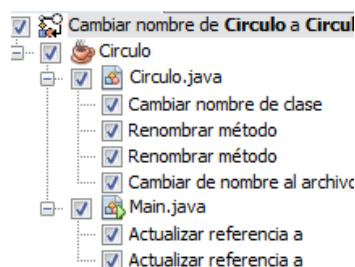 Cambiar nombre de Circulo a Circul
Circulo
Circulo.java
Cambiar nombre de clase
Renombrar método
Renombrar método
Cambiar de nombre al archivo
Main.java
Actualizar referencia a
Actualizar referencia a